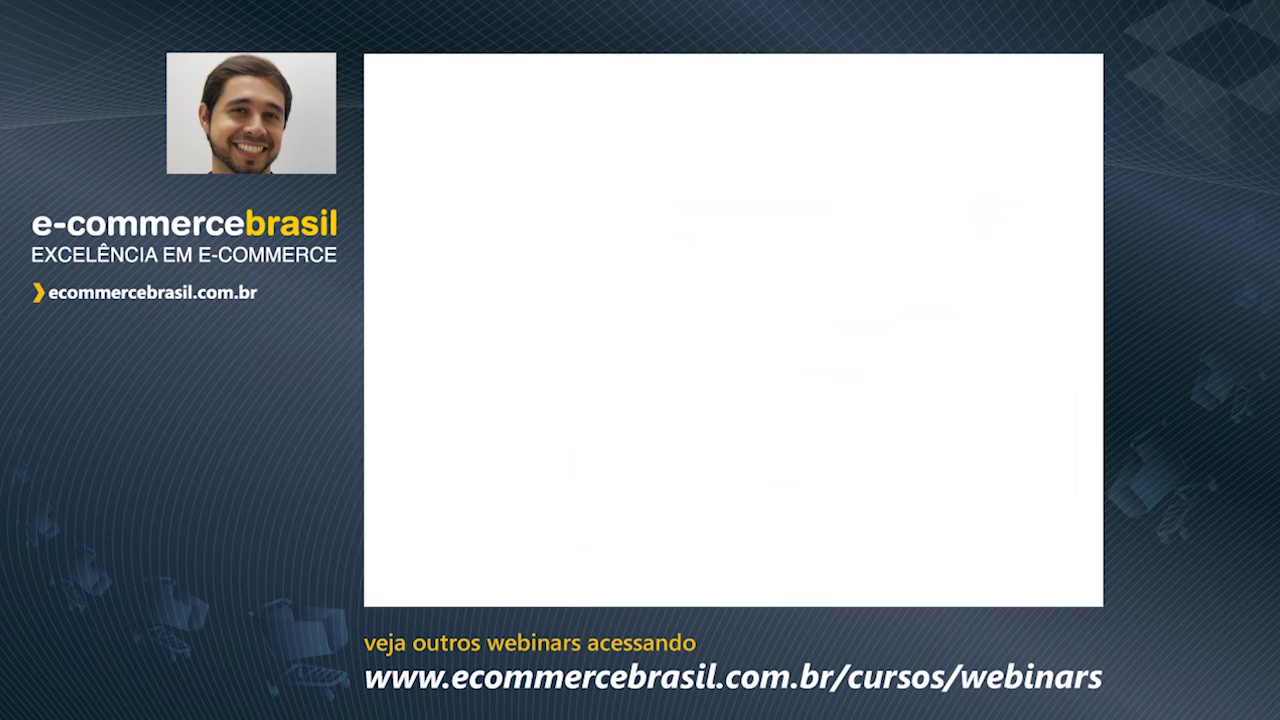 e-commercebrasil
EXCELÊNCIA EM E-COMMERCE
ecommercebrasil.com.br
veja outros webinars acessando
www.ecommercebrasil.com.br/cursos/webinars